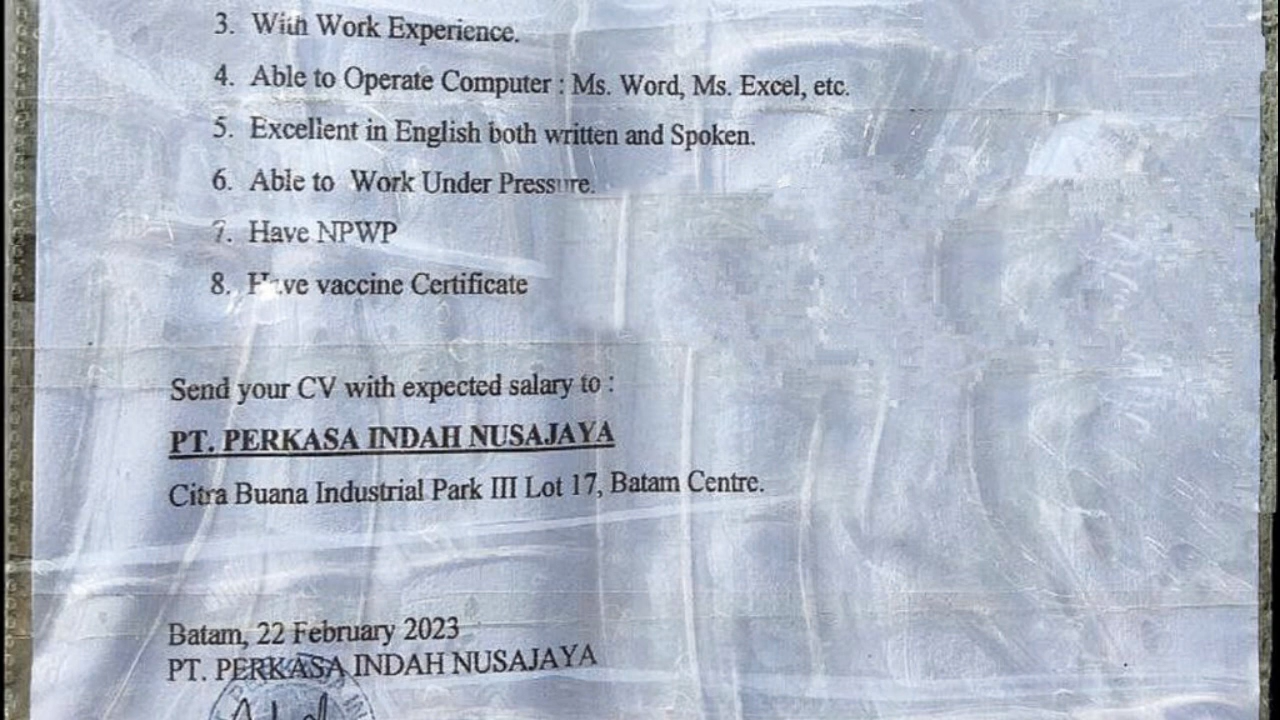 3. With Work Experience.
4. Able to Operate Computer : Ms. Word, Ms. Excel, etc.
5. Excellent in English both written and Spoken.
6. Able to Work Under Pressure.
7. Have NPWP
8. Have vaccine Certificate
Send your CV with expected salary to :
PT. PERKASA INDAH NUSAJAYA
Citra Buana Industrial Park III Lot 17, Batam Centre.
Batam, 22 February 2023
PT. PERKASA INDAH NUSAJAYA